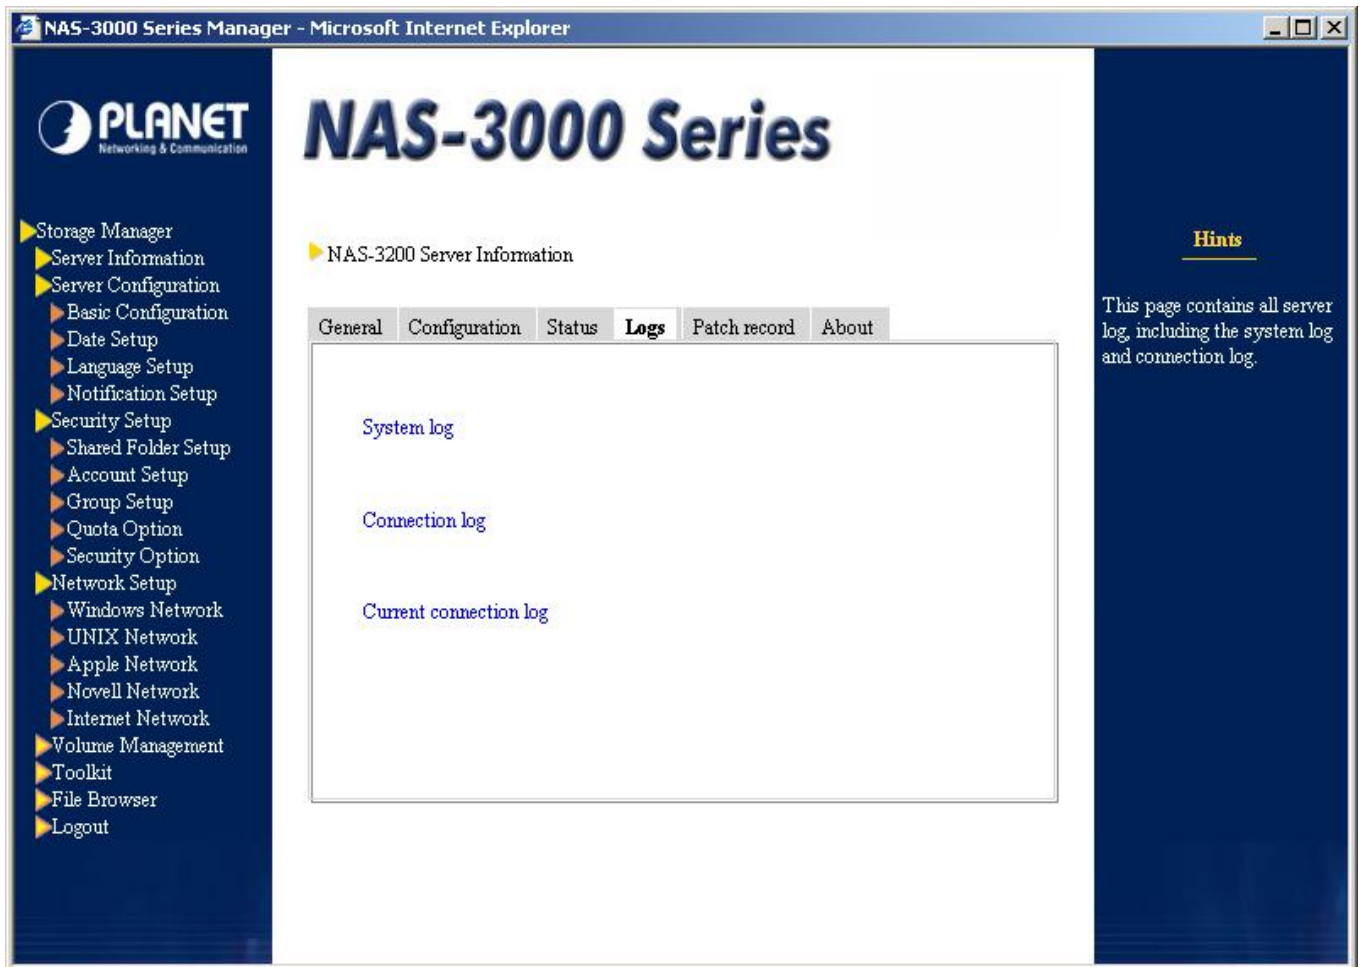 NAS-3000 Series Manager - Microsoft Internet Explorer
PLANET
Networking & Communication
NAS-3000 Series
Storage Manager
Server Information
Server Configuration
Basic Configuration
Date Setup
Language Setup
Notification Setup
Security Setup
Shared Folder Setup
Account Setup
Group Setup
Quota Option
Security Option
Network Setup
Windows Network
UNIX Network
Apple Network
Novell Network
Internet Network
Volume Management
Toolkit
File Browser
Logout
NAS-3200 Server Information
General Configuration Status Logs Patch record About
System log
Connection log
Current connection log
Hints
This page contains all server
log, including the system log
and connection log.